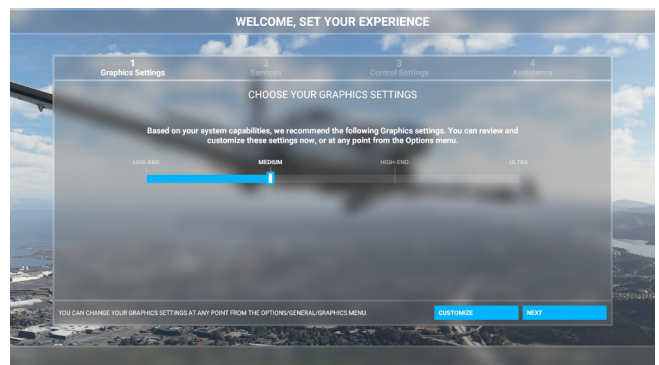 WELCOME, SET YOUR EXPERIENCE
1
Graphics Settings
2
Services
3
Control Settings
4
Assistance
CHOOSE YOUR GRAPHICS SETTINGS
Based on your system capabilities, we recommend the following Graphics settings. You can review and
customize these settings now, or at any point from the Options menu.
LOW-END
MEDIUM
HIGH-END
ULTRA
YOU CAN CHANGE YOUR GRAPHICS SETTINGS AT ANY POINT FROM THE OPTIONS/GENERAL/GRAPHICS MENU.
CUSTOMIZE
NEXT